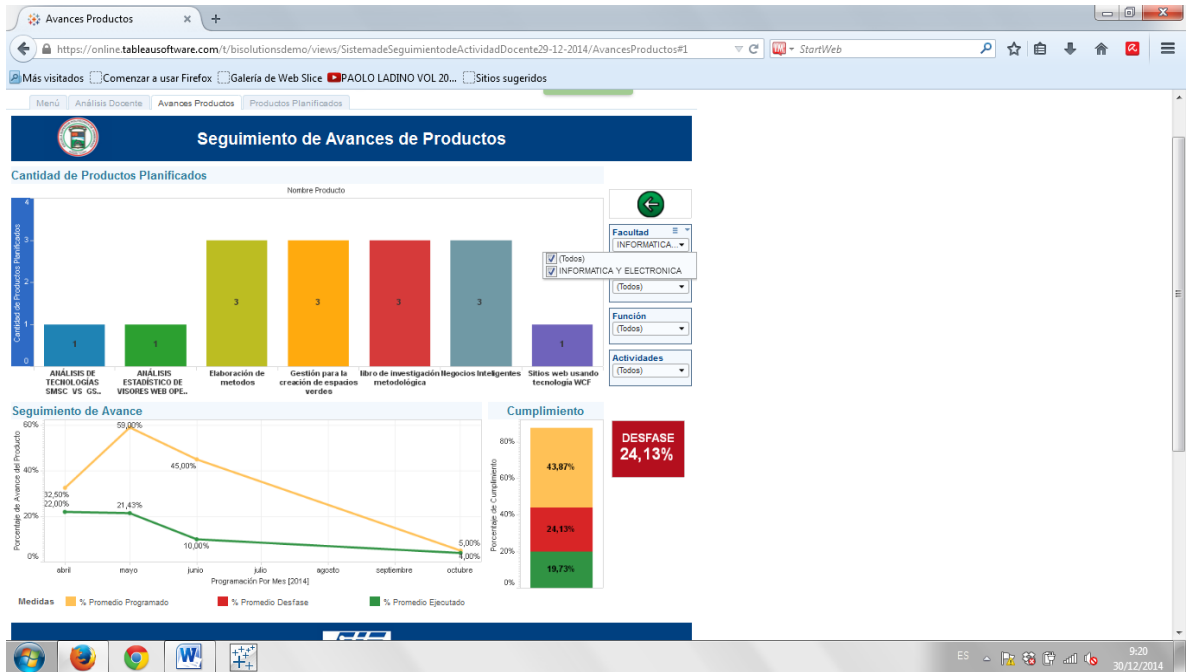 Avances Productos
https://online.tableausoftware.com/t/bisolutionsdemo/views/SistemadeSeguimientodeActividadDocente29-12-2014/AvancesProductos#1
StartWeb
Más visitados Comenzar a usar Firefox Galería de Web Slice PAOLO LADINO VOL 20... Sitios sugeridos
Menú Análisis Docente Avances Productos Productos Planificados
Seguimiento de Avances de Productos
Cantidad de Productos Planificados
Nombre Producto
Cantidad de Productos Planificados
4
3
2
1
0
1
1
3
3
3
3
1
ANÁLISIS DE TECNOLOGÍAS SMSC VS GS..
ANÁLISIS ESTADÍSTICO DE VISORES WEB OPE..
Elaboración de metodos
Gestión para la creación de espacios verdes
libro de investigación metodológica
Negocios Inteligentes
Sitios web usando tecnología WCF
Facultad
INFORMATICA...
(Todos)
INFORMATICA Y ELECTRONICA
(Todos)
Función
(Todos)
Actividades
(Todos)
Seguimiento de Avance
Porcentaje de Avance del Producto
60%
40%
20%
0%
32,50%
59,00%
45,00%
5,00%
22,00%
21,43%
10,00%
4,00%
abril mayo junio julio agosto septiembre octubre
Programación Por Mes [2014]
Cumplimiento
Porcentaje de Cumplimiento
80%
60%
40%
20%
0%
43,87%
24,13%
19,73%
DESFASE
24,13%
Medidas % Promedio Programado % Promedio Desfase % Promedio Ejecutado
ES
9:20
30/12/2014